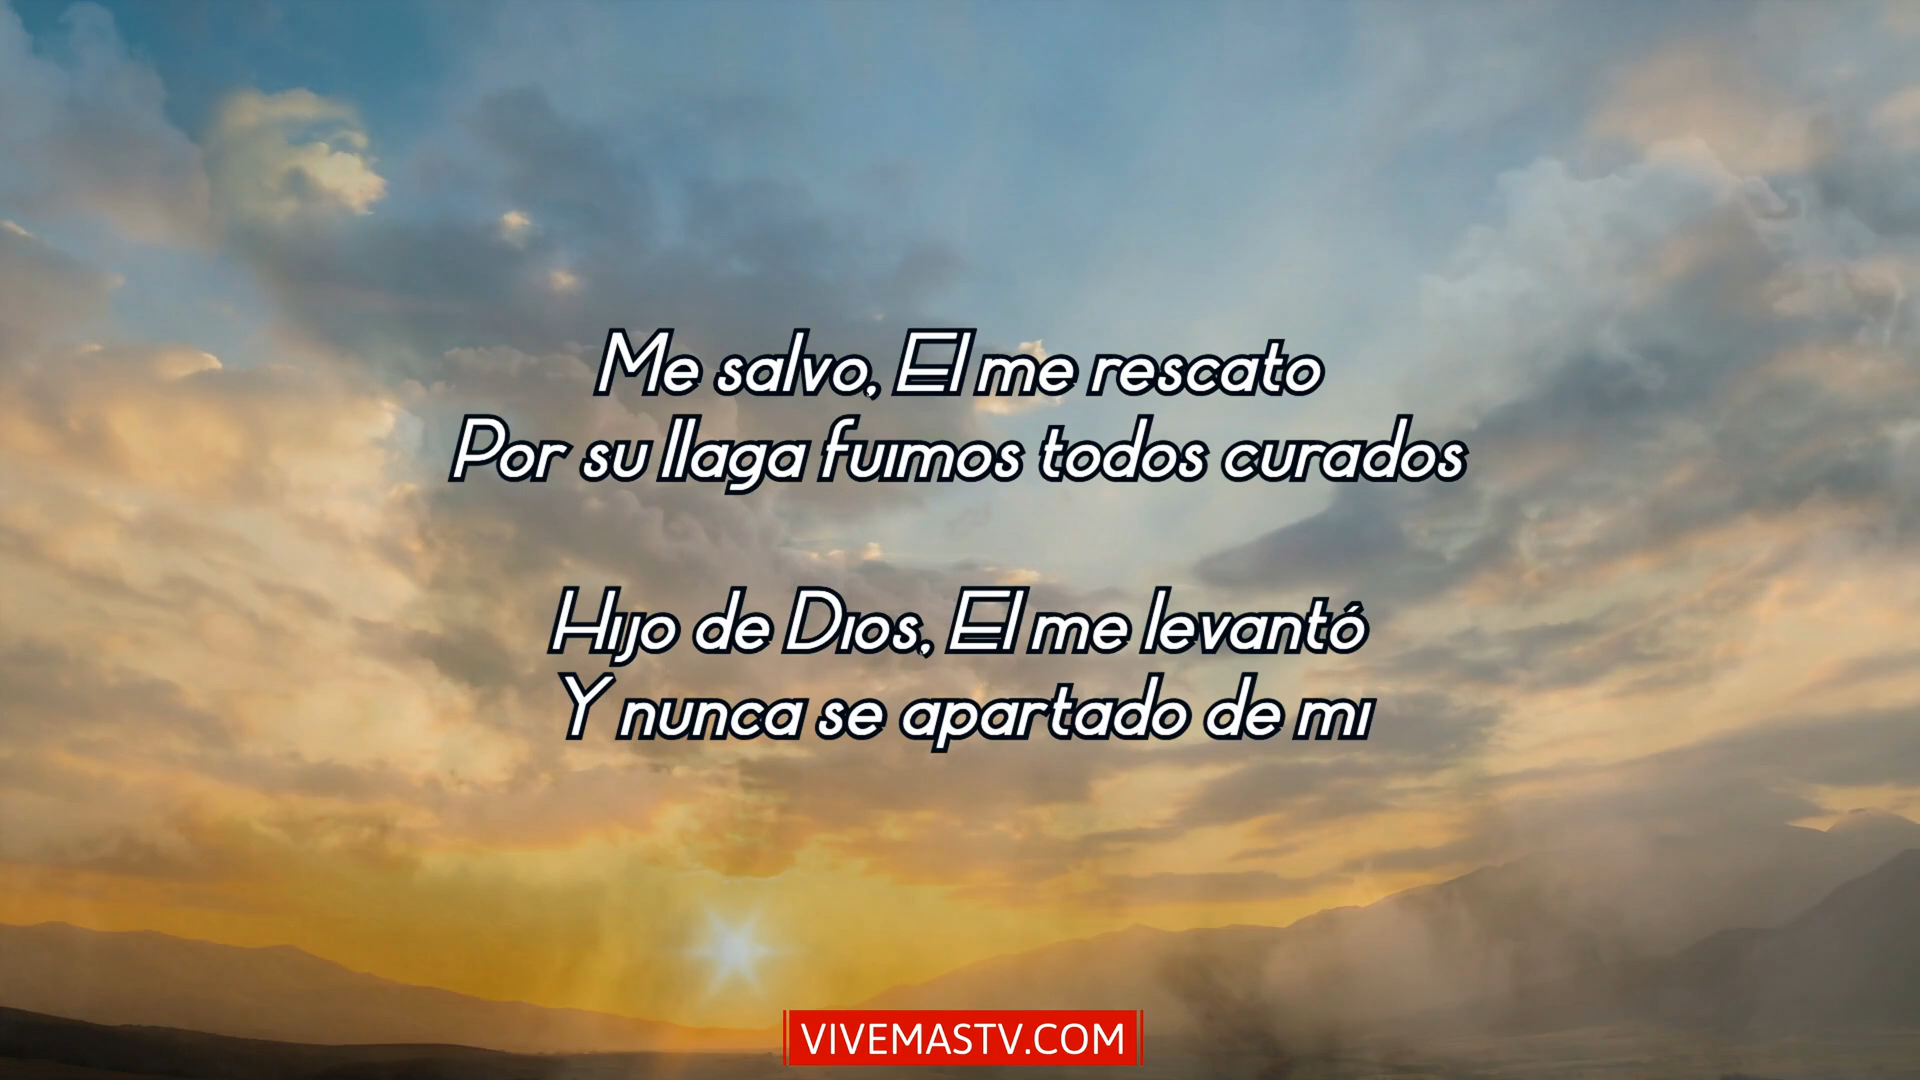 Me salvo, El me rescato
Por su llaga fuimos todos curados
Hijo de Dios, El me levantó
Y nunca se apartado de mi
VIVEMASTV.COM